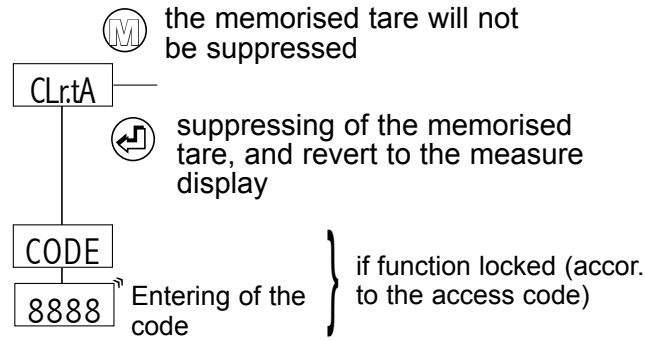 M the memorised tare will not
be suppressed
CLr.tA
suppressing of the memorised
tare, and revert to the measure
display
CODE
8888 Entering of the
code
if function locked (accor.
to the access code)